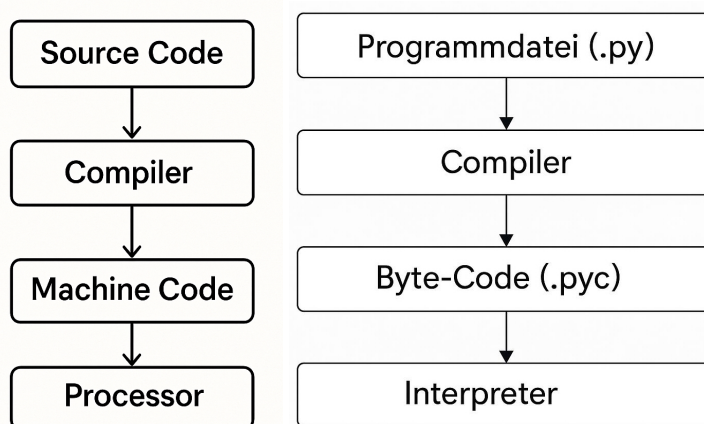 Source Code
Compiler
Machine Code
Processor
Programmdatei (.py)
Compiler
Byte-Code (.pyc)
Interpreter